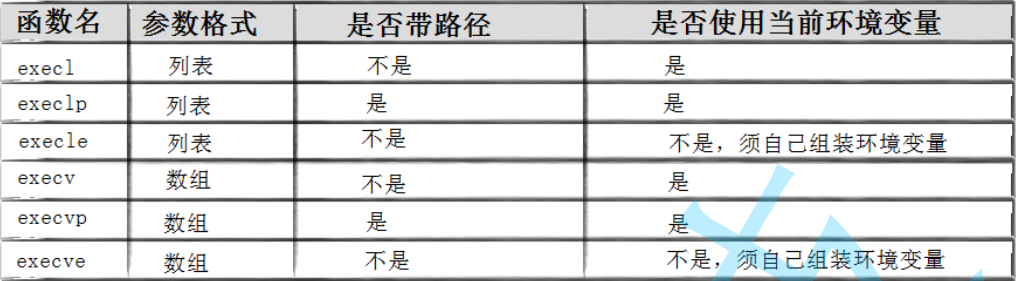 函数名 参数格式 是否带路径 是否使用当前环境变量
execl 列表 不是 是
execlp 列表 是 是
execle 列表 不是 不是，须自己组装环境变量
execv 数组 不是 是
execvp 数组 是 是
execve 数组 不是 不是，须自己组装环境变量